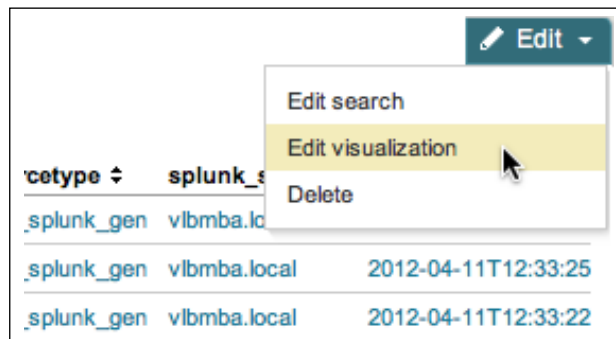 Edit
Edit search
Edit visualization
Delete
rcetype splunk_s
_splunk_gen vlbmba.lo
_splunk_gen vlbmba.local 2012-04-11T12:33:25
_splunk_gen vlbmba.local 2012-04-11T12:33:22